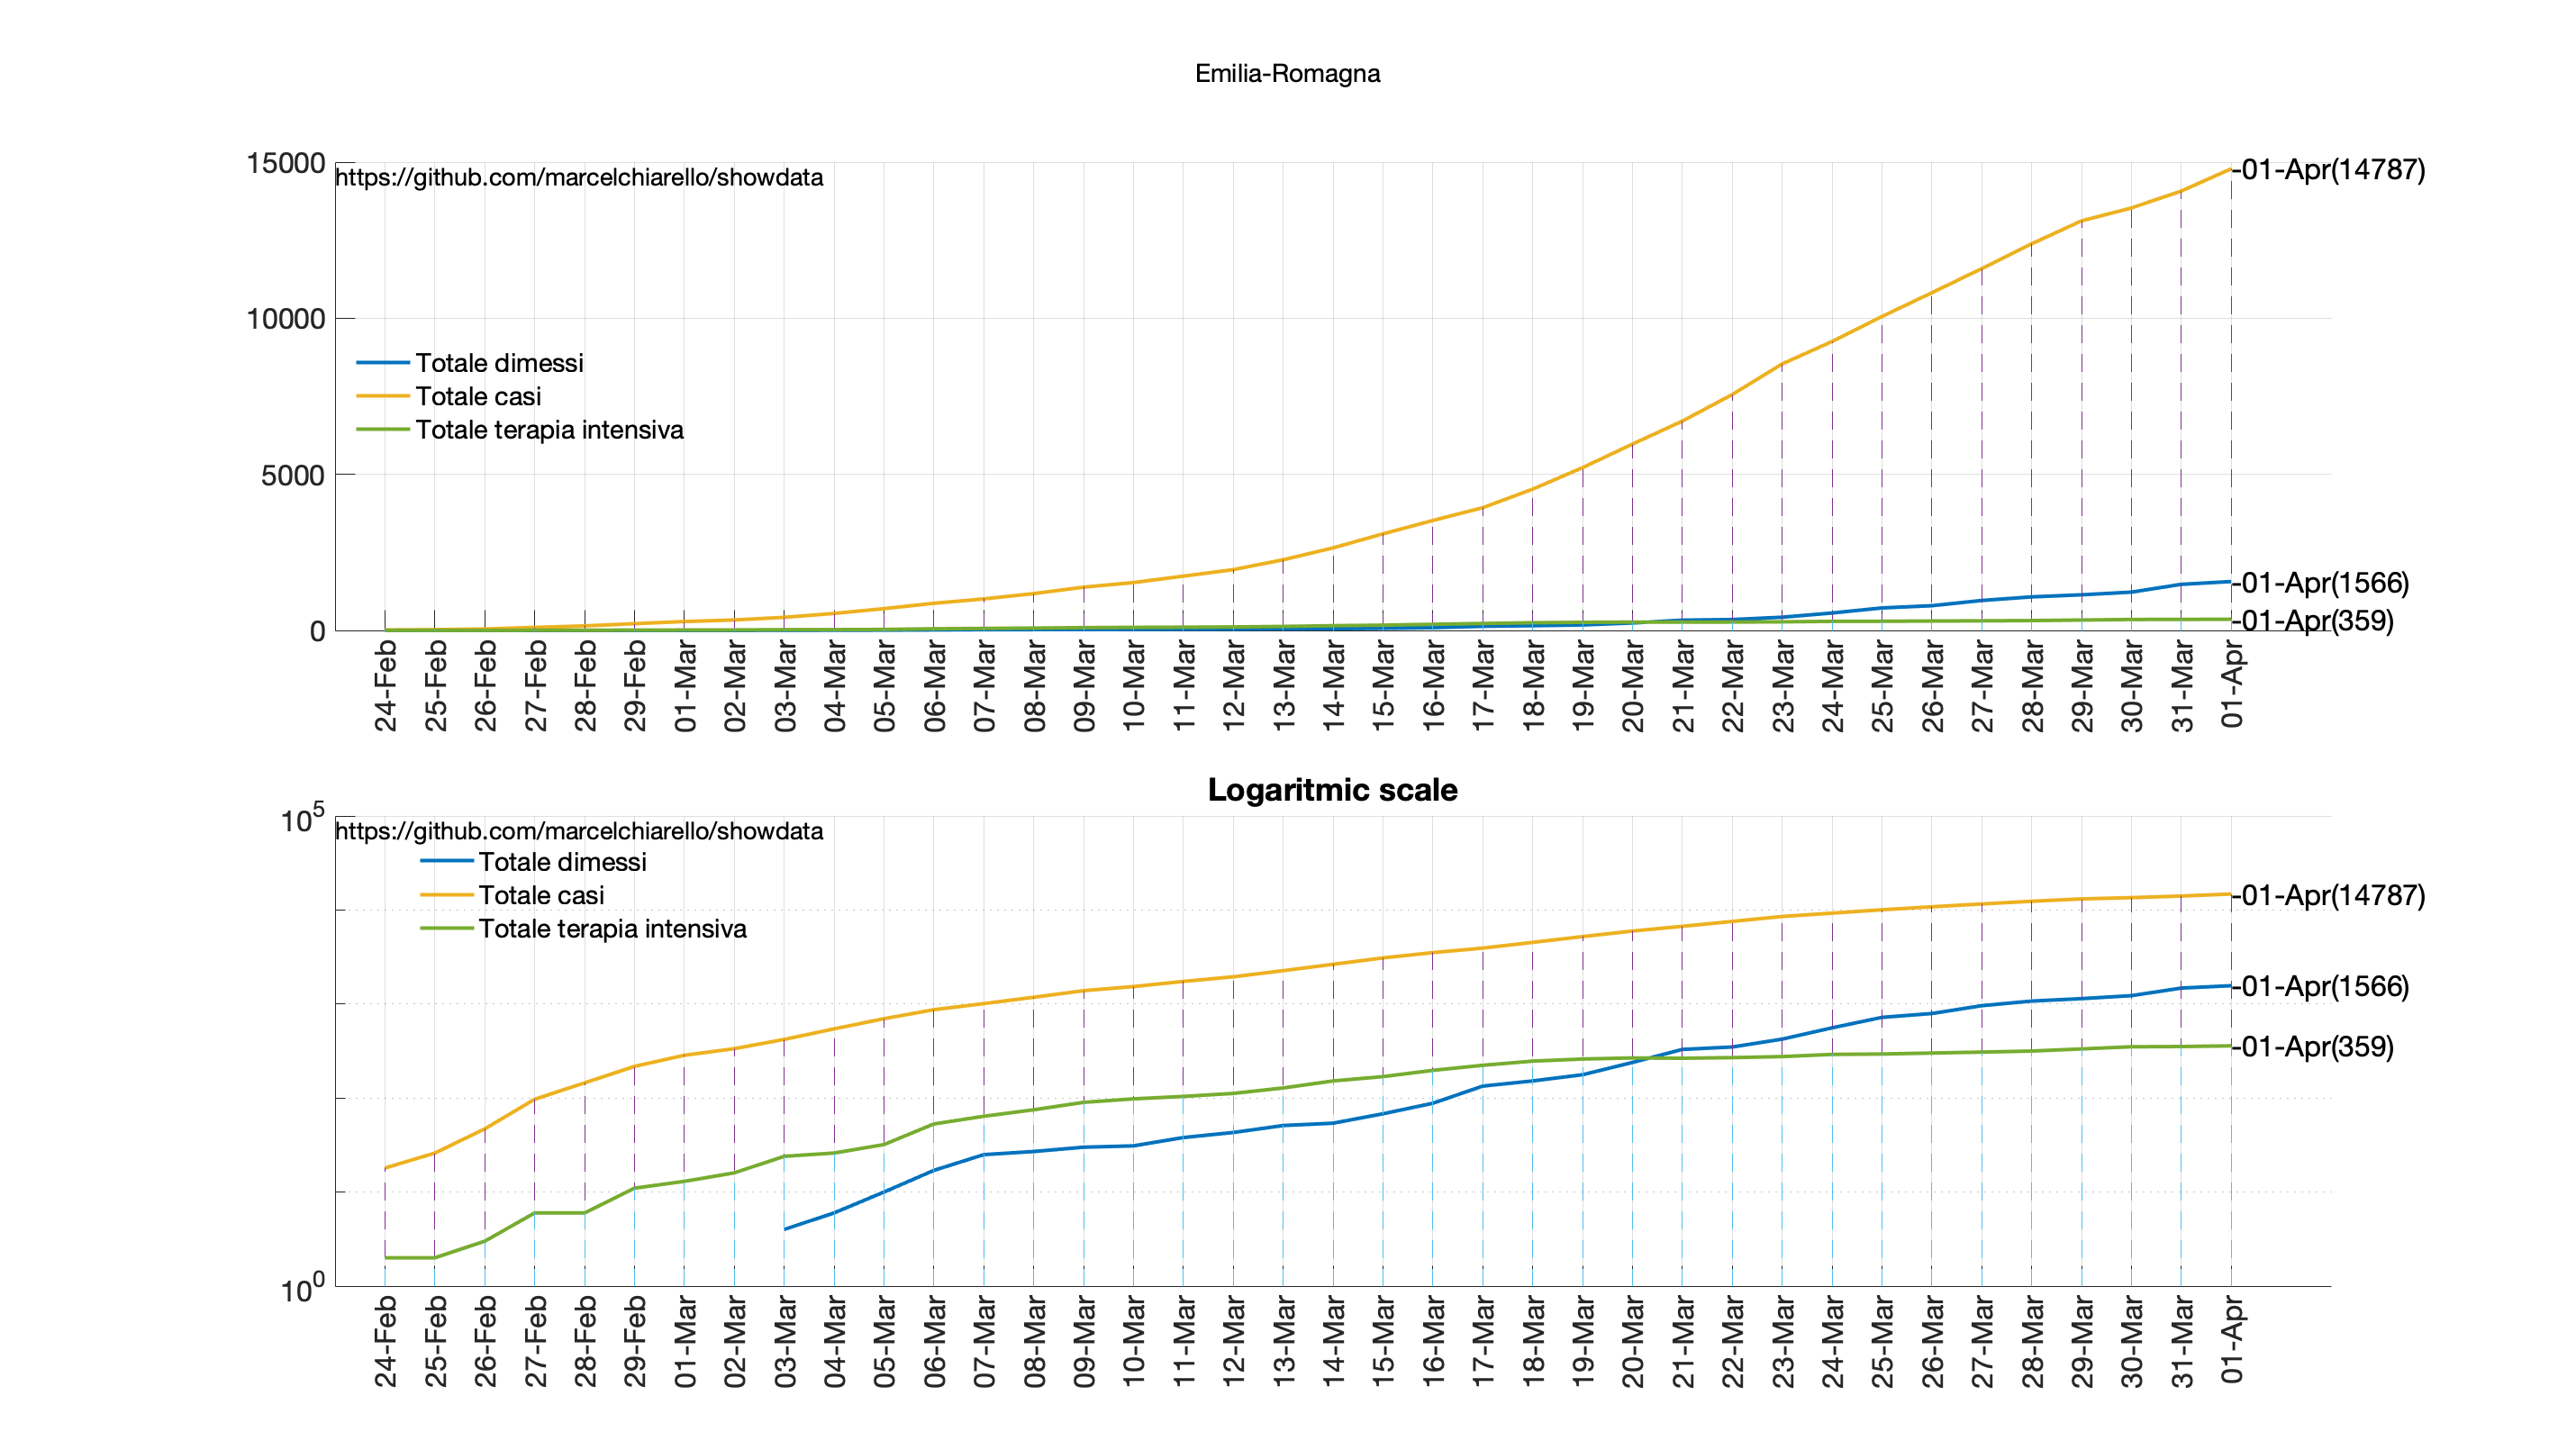 Emilia-Romagna
15000
https://github.com/marcelchiarello/showdata
-01-Apr(14787)
10000
Totale dimessi
Totale casi
Totale terapia intensiva
5000
-01-Apr(1566)
0
-01-Apr(359)
24-Feb
25-Feb
26-Feb
27-Feb
28-Feb
29-Feb
01-Mar
02-Mar
03-Mar
04-Mar
05-Mar
06-Mar
07-Mar
08-Mar
09-Mar
10-Mar
11-Mar
12-Mar
13-Mar
14-Mar
15-Mar
16-Mar
17-Mar
18-Mar
19-Mar
20-Mar
21-Mar
22-Mar
23-Mar
24-Mar
25-Mar
26-Mar
27-Mar
28-Mar
29-Mar
30-Mar
31-Mar
01-Apr
Logaritmic scale
10^5
https://github.com/marcelchiarello/showdata
Totale dimessi
Totale casi
Totale terapia intensiva
-01-Apr(14787)
-01-Apr(1566)
-01-Apr(359)
10^0
24-Feb
25-Feb
26-Feb
27-Feb
28-Feb
29-Feb
01-Mar
02-Mar
03-Mar
04-Mar
05-Mar
06-Mar
07-Mar
08-Mar
09-Mar
10-Mar
11-Mar
12-Mar
13-Mar
14-Mar
15-Mar
16-Mar
17-Mar
18-Mar
19-Mar
20-Mar
21-Mar
22-Mar
23-Mar
24-Mar
25-Mar
26-Mar
27-Mar
28-Mar
29-Mar
30-Mar
31-Mar
01-Apr